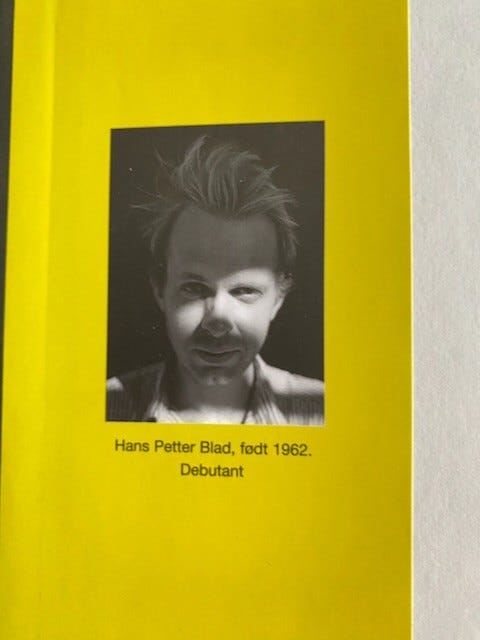 Hans Petter Blad, født 1962.
Debutant